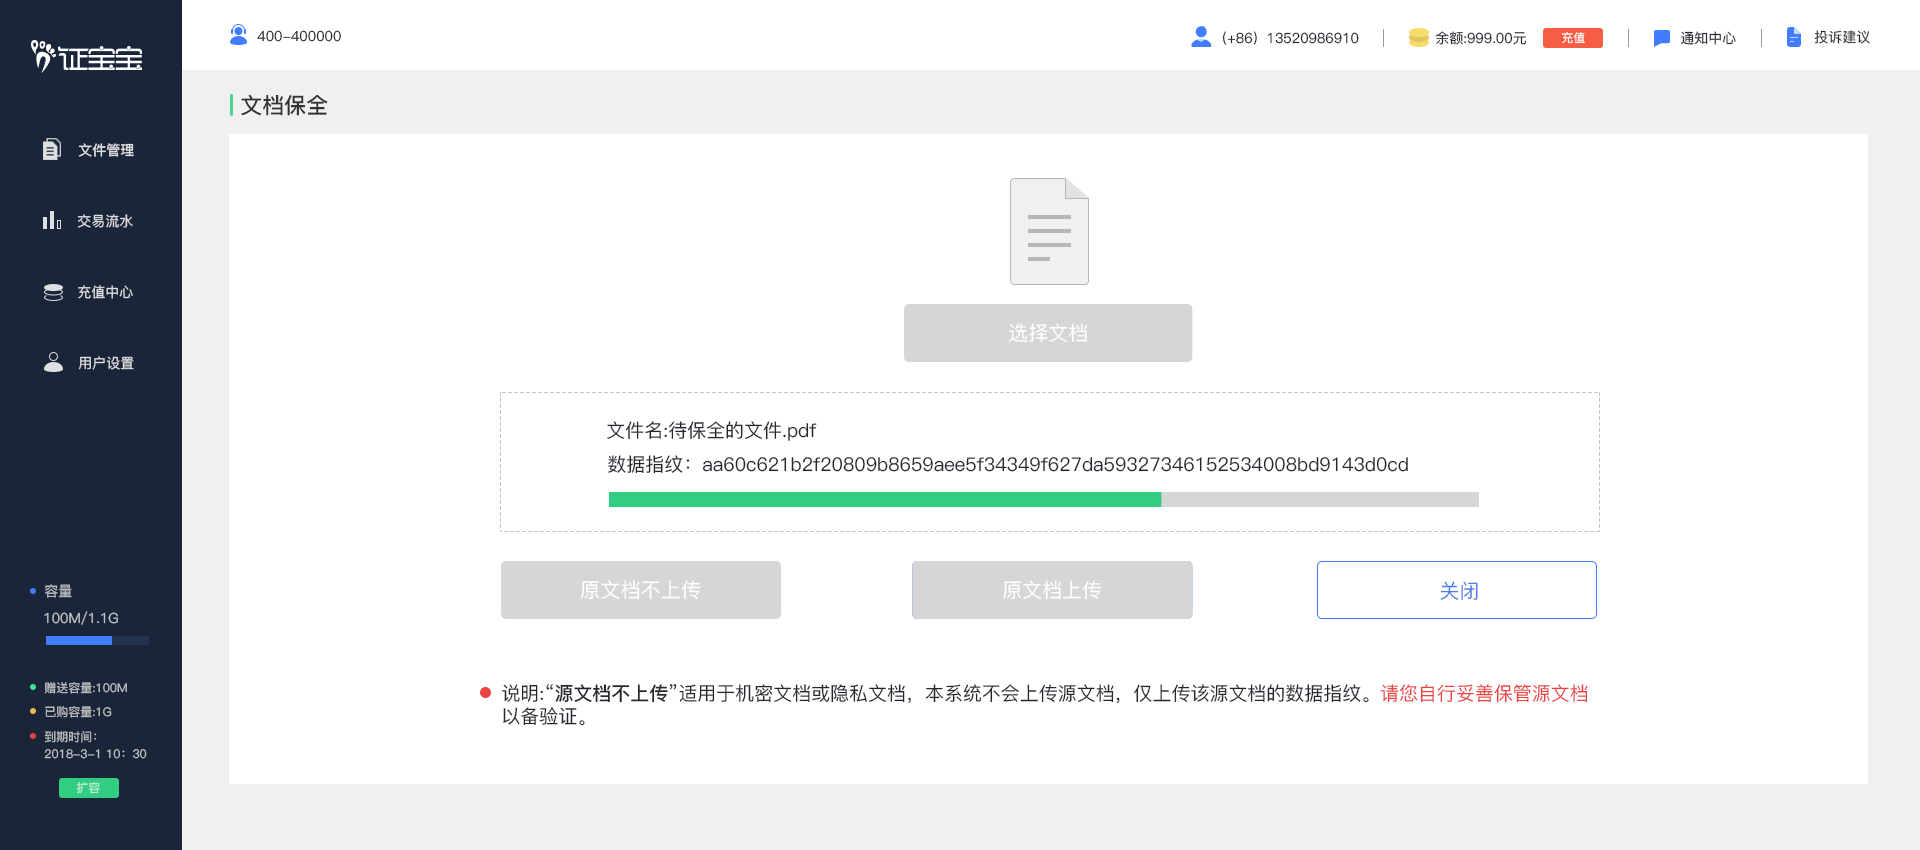 证宝宝
400-400000
(+86) 13520986910
余额:999.00元
充值
通知中心
投诉建议
文件管理
交易流水
充值中心
用户设置
容量
100M/1.1G
赠送容量:100M
已购容量:1G
到期时间:
2018-3-1 10: 30
扩容
文档保全
选择文档
文件名:待保全的文件.pdf
数据指纹: aa60c621b2f20809b8659aee5f34349f627da59327346152534008bd9143d0cd
原文档不上传
原文档上传
关闭
说明:“源文档不上传”适用于机密文档或隐私文档，本系统不会上传源文档，仅上传该源文档的数据指纹。请您自行妥善保管源文档
以备验证。